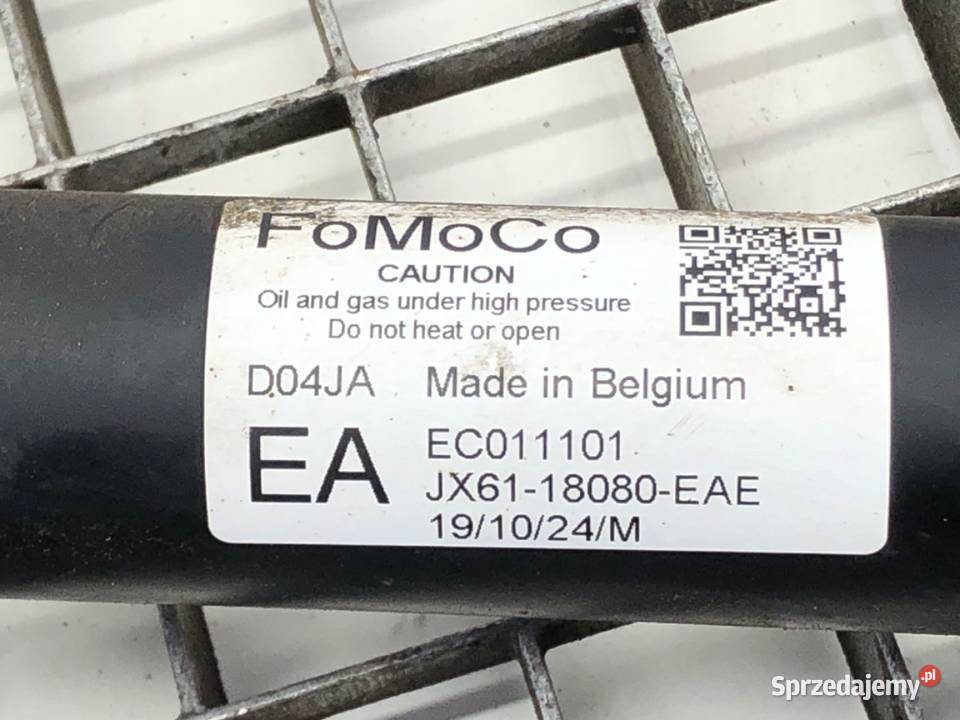 FoMoCo
CAUTION
Oil and gas under high pressure
Do not heat or open
D04JA Made in Belgium
EA EC011101
JX61-18080-EAE
19/10/24/M
Sprzedajemy.pl